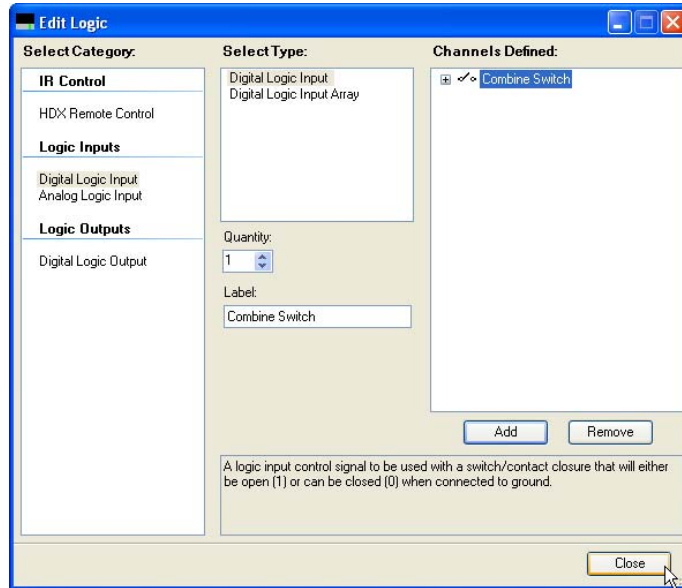 Edit Logic
Select Category:
IR Control
HDX Remote Control
Logic Inputs
Digital Logic Input
Analog Logic Input
Logic Outputs
Digital Logic Output
Select Type:
Digital Logic Input
Digital Logic Input Array
Quantity:
1
Label:
Combine Switch
Channels Defined:
Combine Switch
Add
Remove
A logic input control signal to be used with a switch/contact closure that will either
be open (1) or can be closed (0) when connected to ground.
Close